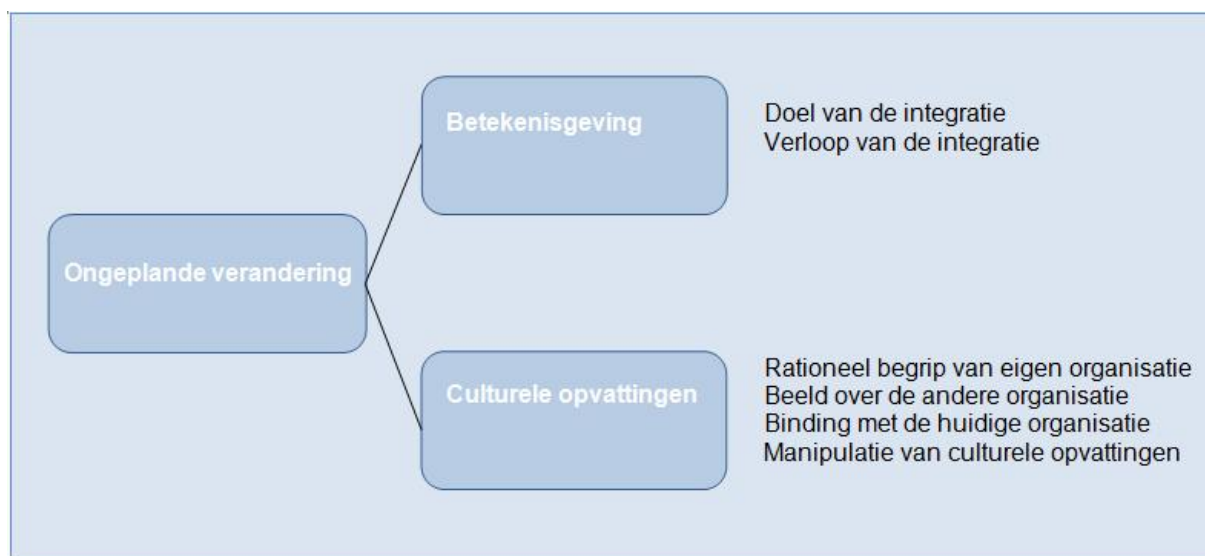 Betekenisgeving
Doel van de integratie
Verloop van de integratie
Ongeplande verandering
Culturele opvattingen
Rationeel begrip van eigen organisatie
Beeld over de andere organisatie
Binding met de huidige organisatie
Manipulatie van culturele opvattingen